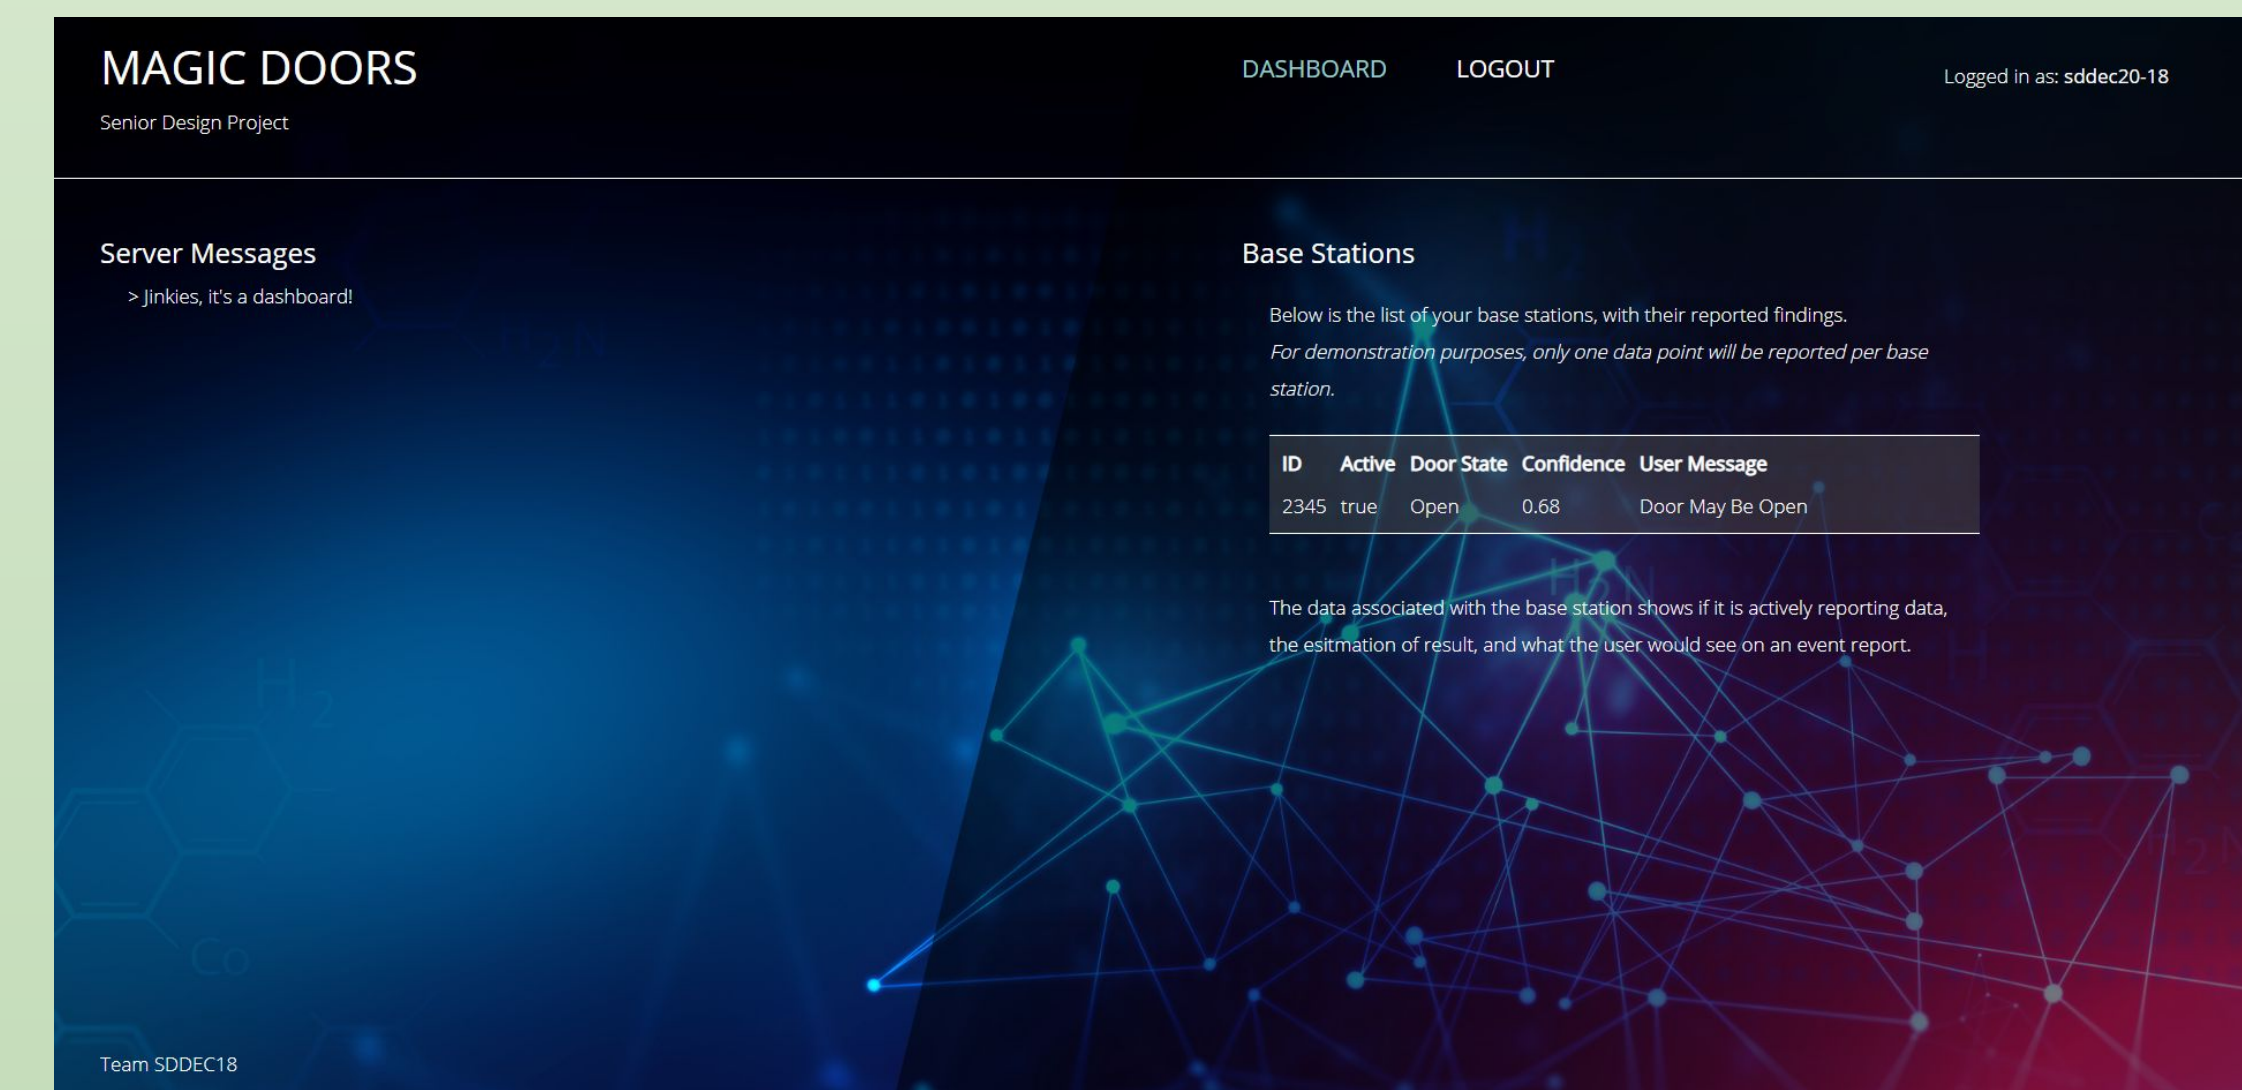 MAGIC DOORS
Senior Design Project
DASHBOARD LOGOUT
Logged in as: sddec20-18
Server Messages
> Jinkies, it's a dashboard!
Base Stations
Below is the list of your base stations, with their reported findings.
For demonstration purposes, only one data point will be reported per base
station.
ID Active Door State Confidence User Message
2345 true Open 0.68 Door May Be Open
The data associated with the base station shows if it is actively reporting data,
the esitmation of result, and what the user would see on an event report.
H2N
H2
Co
Team SDDEC18